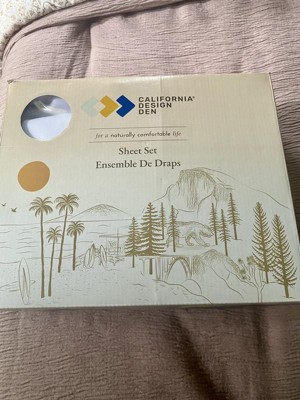 CALIFORNIA®
DESIGN
DEN
for a naturally comfortable life
Sheet Set
Ensemble De Draps